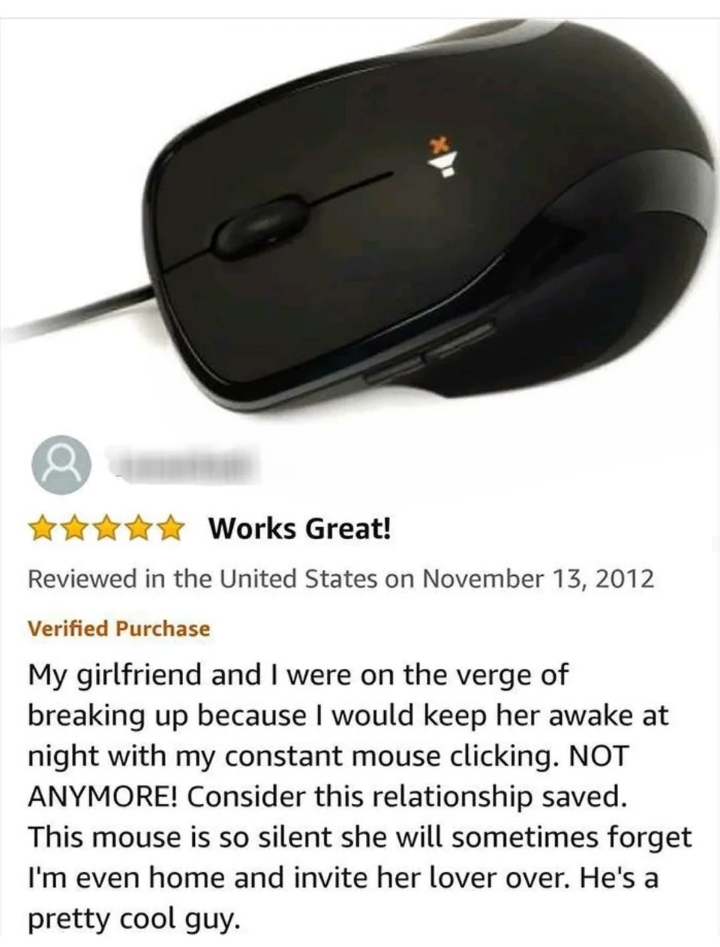 Works Great!
Reviewed in the United States on November 13, 2012
Verified Purchase
My girlfriend and I were on the verge of
breaking up because I would keep her awake at
night with my constant mouse clicking. NOT
ANYMORE! Consider this relationship saved.
This mouse is so silent she will sometimes forget
I'm even home and invite her lover over. He's a
pretty cool guy.